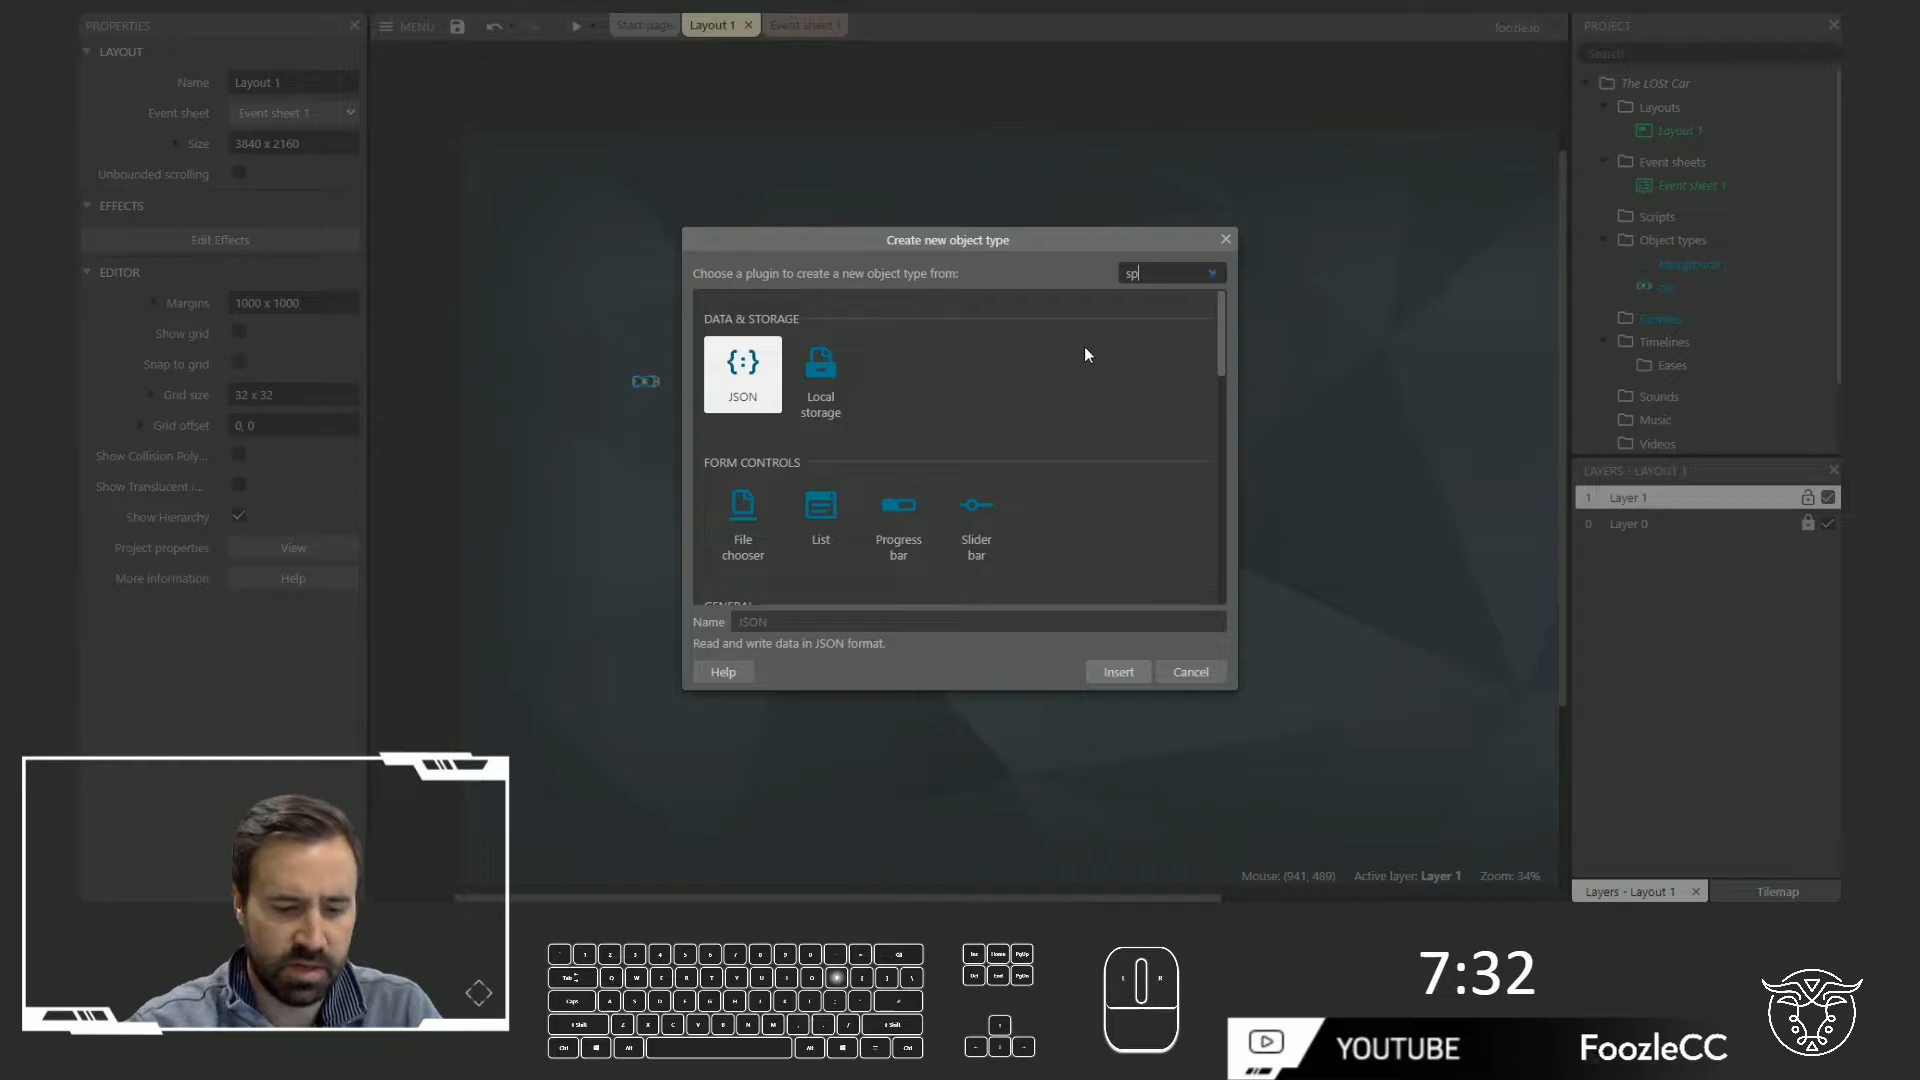 PROPERTIES
LAYOUT
Name
Layout 1
Event sheet
Event sheet 1
Size
3840 x 2160
Unbounded scrolling
EFFECTS
Edit Effects
EDITOR
Margins
1000 x 1000
Show grid
Snap to grid
Grid size
32 x 32
Grid offset
0, 0
Show Collision Poly...
Show Translucent i...
Show Hierarchy
Project properties
View
More information
Help
MENU
Start page
Layout 1
Event sheet 1
foozle.io
Create new object type
Choose a plugin to create a new object type from:
sp
DATA & STORAGE
JSON
Local
storage
FORM CONTROLS
File
chooser
List
Progress
bar
Slider
bar
GENERAL
Name
JSON
Read and write data in JSON format.
Help
Insert
Cancel
Mouse: (941, 489)
Active layer: Layer 1
Zoom: 34%
PROJECT
Search
The LOSt Car
Layouts
Layout 1
Event sheets
Event sheet 1
Scripts
Object types
Background
Families
Timelines
Eases
Sounds
Music
Videos
LAYERS - LAYOUT 1
1 Layer 1
0 Layer 0
Layers - Layout 1
Tilemap
7:32
YOUTUBE
FoozleCC